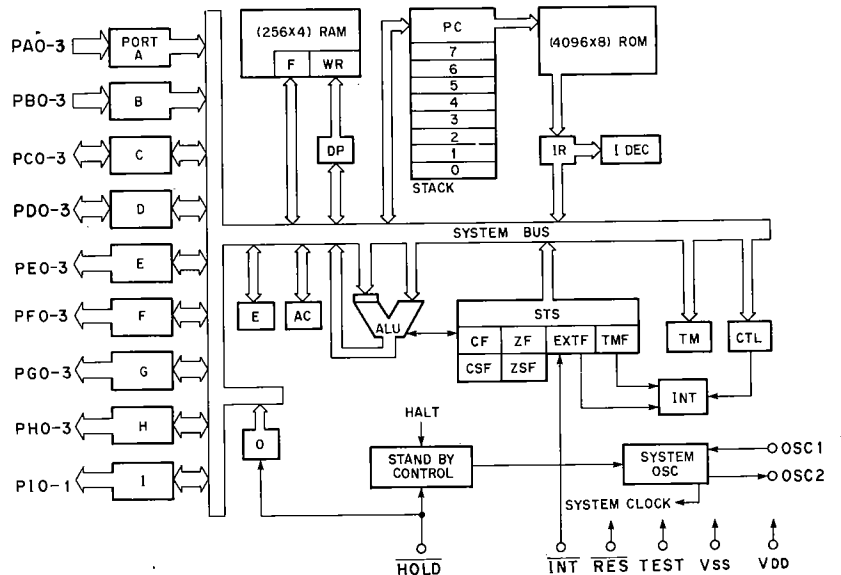 PA0-3
PORT
A
(256X4) RAM
F
WR
PC
7
6
5
4
3
2
1
0
STACK
(4096X8) ROM
PB0-3
B
PC0-3
C
DP
IR
I DEC
PD0-3
D
SYSTEM BUS
PE0-3
E
E
AC
ALU
STS
CF
ZF
EXTF
TMF
CSF
ZSF
TM
CTL
INT
PF0-3
F
PG0-3
G
PH0-3
H
O
HALT
STAND BY
CONTROL
SYSTEM
OSC
OSC1
OSC2
PI0-1
I
SYSTEM CLOCK
HOLD
INT
RES
TEST
VSS
VDD